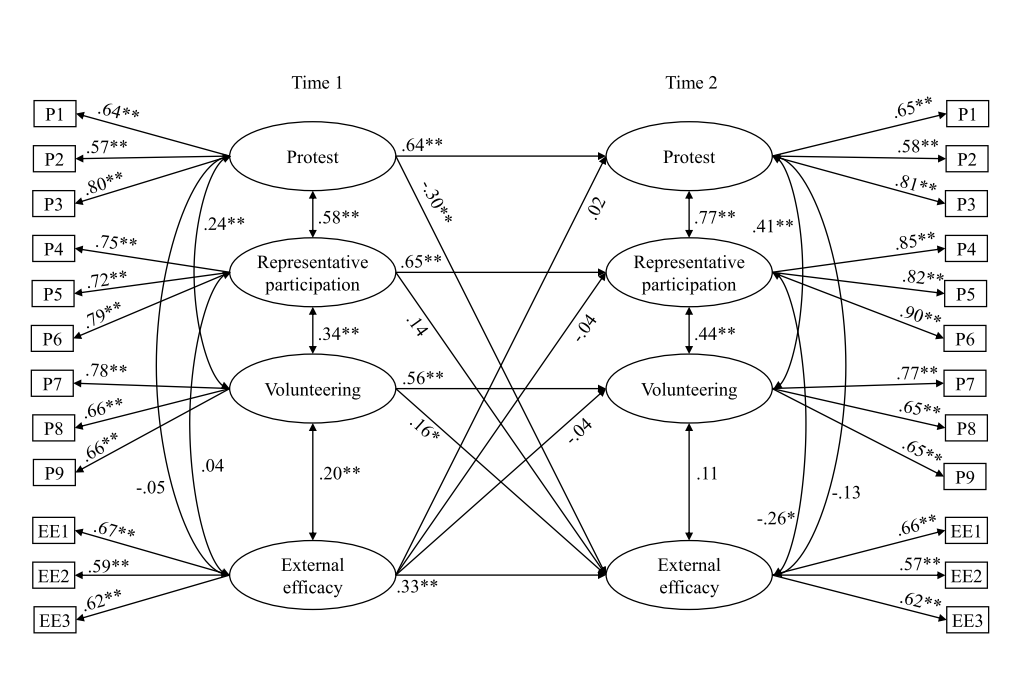 Time 1
Time 2
P1
.64**
Protest
.64**
Protest
.65**
P1
P2
.57**
.58**
P2
P3
.80**
-.30**
.02
.81**
P3
.24**
.58**
.77**
.41**
P4
.75**
Representative
participation
.65**
Representative
participation
.85**
P4
P5
.72**
.82**
P5
P6
.79**
.14
-.04
.90**
P6
.34**
.44**
P7
.78**
Volunteering
.56**
Volunteering
.77**
P7
P8
.66**
.16*
-.04
.65**
P8
P9
.66**
.65**
P9
-.05
.04
.20**
.11
-.26*
-.13
EE1
.67**
.66**
EE1
EE2
.59**
External
efficacy
.33**
External
efficacy
.57**
EE2
EE3
.62**
.62**
EE3